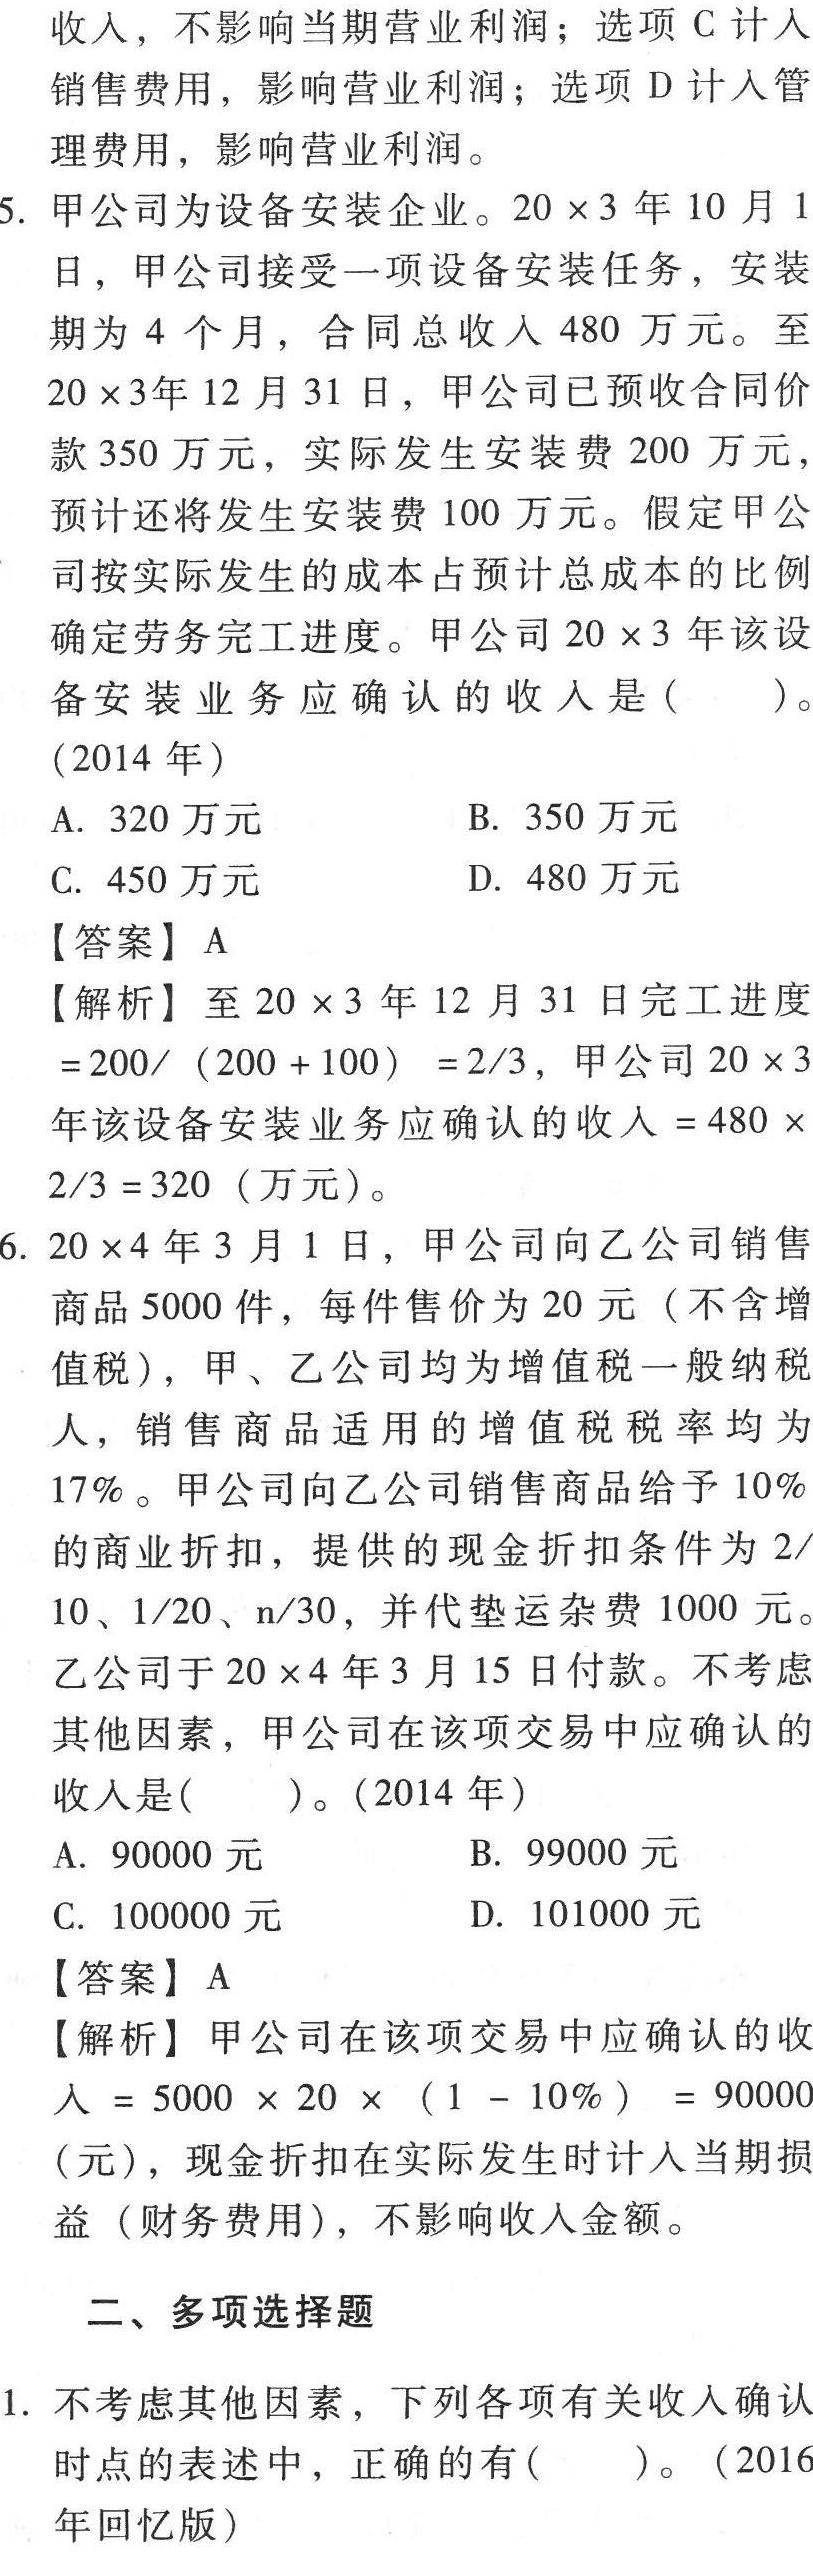 收入，不影响当期营业利润；选项 C 计入
销售费用，影响营业利润；选项 D 计入管
理费用，影响营业利润。
5. 甲公司为设备安装企业。20 ×3 年 10 月 1
日，甲公司接受一项设备安装任务，安装
期为 4 个月，合同总收入 480 万元。至
20 ×3年 12 月 31 日，甲公司已预收合同价
款 350 万元，实际发生安装费 200 万元，
预计还将发生安装费 100 万元。假定甲公
司按实际发生的成本占预计总成本的比例
确定劳务完工进度。甲公司 20 ×3 年该设
备安装业务应确认的收入是(　　)。
(2014 年)
A. 320 万元 B. 350 万元
C. 450 万元 D. 480 万元
【答案】 A
【解析】 至 20 ×3 年 12 月 31 日完工进度
=200/ (200 +100) =2/3，甲公司 20 ×3
年该设备安装业务应确认的收入 =480 ×
2/3 =320 (万元)。
6. 20 ×4 年 3 月 1 日，甲公司向乙公司销售
商品 5000 件，每件售价为 20 元 (不含增
值税)，甲、乙公司均为增值税一般纳税
人，销售商品适用的增值税税率均为
17%。甲公司向乙公司销售商品给予 10%
的商业折扣，提供的现金折扣条件为 2/
10、1/20、n/30，并代垫运杂费 1000 元。
乙公司于 20 ×4 年 3 月 15 日付款。不考虑
其他因素，甲公司在该项交易中应确认的
收入是(　　)。(2014 年)
A. 90000 元 B. 99000 元
C. 100000 元 D. 101000 元
【答案】 A
【解析】 甲公司在该项交易中应确认的收
入 = 5000 × 20 × (1 - 10%) = 90000
(元)，现金折扣在实际发生时计入当期损
益 (财务费用)，不影响收入金额。
二、多项选择题
1. 不考虑其他因素，下列各项有关收入确认
时点的表述中，正确的有(　　)。(2016
年回忆版)